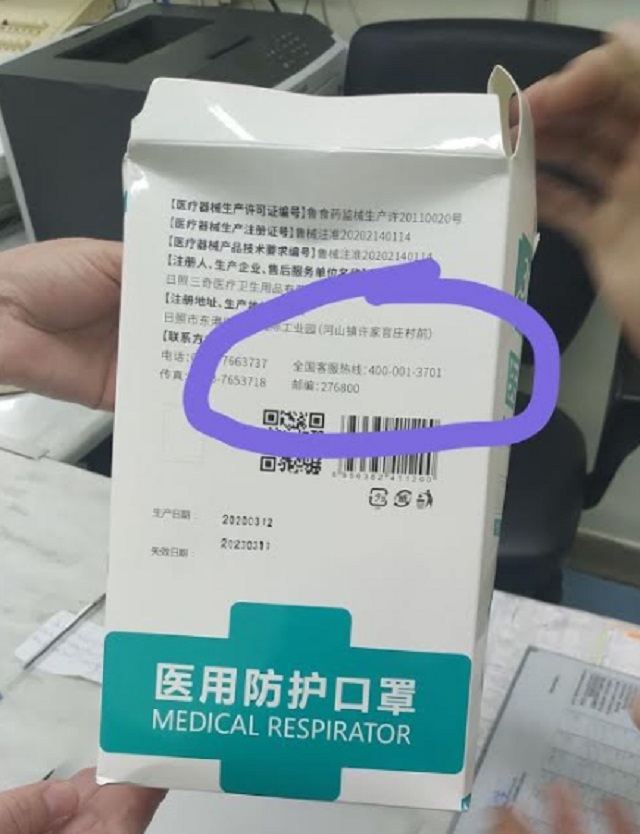 【医疗器械生产许可证编号】鲁食药监械生产许20110020号
【医疗器械生产注册证号】鲁械注准20202140114
【医疗器械产品技术要求编号】鲁械注准20202140114
【注册人、生产企业、售后服务单位名
日照三奇医疗卫生用品有
【注册地址、生产地
日照市东港 工业园(河山镇许家官庄村前)
【联系方
电话: 7663737 全国客服热线:400-001-3701
传真: -7653718 邮编:276800
生产日期: 20200312
失效日期:
医用防护口罩
MEDICAL RESPIRATOR